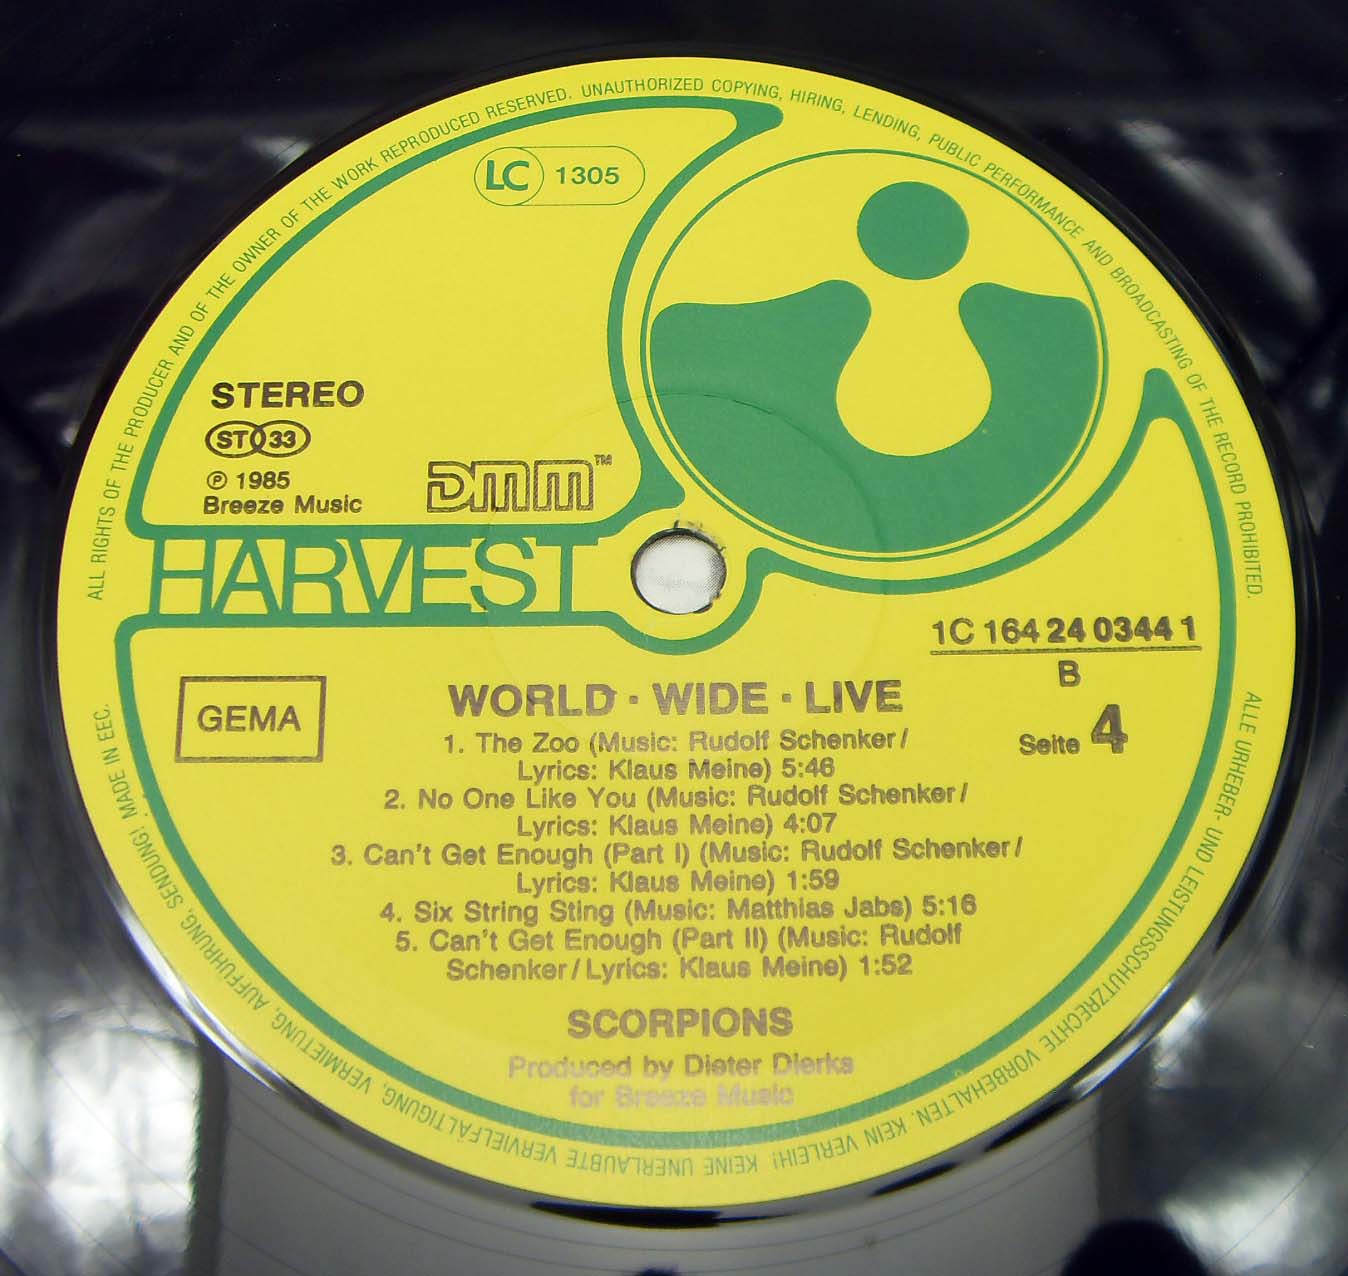 ALL RIGHTS OF THE PRODUCER AND OF THE OWNER OF THE WORK REPRODUCED RESERVED. UNAUTHORIZED COPYING, HIRING, LENDING, PUBLIC PERFORMANCE AND BROADCASTING OF THE RECORD PROHIBITED.
LC 1305
STEREO
ST 33
℗ 1985
Breeze Music
DMM™
HARVEST
1C 164 24 0344 1
B
Seite 4
GEMA
WORLD · WIDE · LIVE
1. The Zoo (Music: Rudolf Schenker/
Lyrics: Klaus Meine) 5:46
2. No One Like You (Music: Rudolf Schenker/
Lyrics: Klaus Meine) 4:07
3. Can't Get Enough (Part I) (Music: Rudolf Schenker/
Lyrics: Klaus Meine) 1:59
4. Six String Sting (Music: Matthias Jabs) 5:16
5. Can't Get Enough (Part II) (Music: Rudolf
Schenker/Lyrics: Klaus Meine) 1:52
SCORPIONS
Produced by Dieter Dierks
for Breeze Music
ALLE URHEBER- UND LEISTUNGSSCHUTZRECHTE VORBEHALTEN. KEIN VERLEIH! KEINE UNERLAUBTE VERVIELFÄLTIGUNG, VERMIETUNG, AUFFÜHRUNG, SENDUNG! MADE IN EEC.